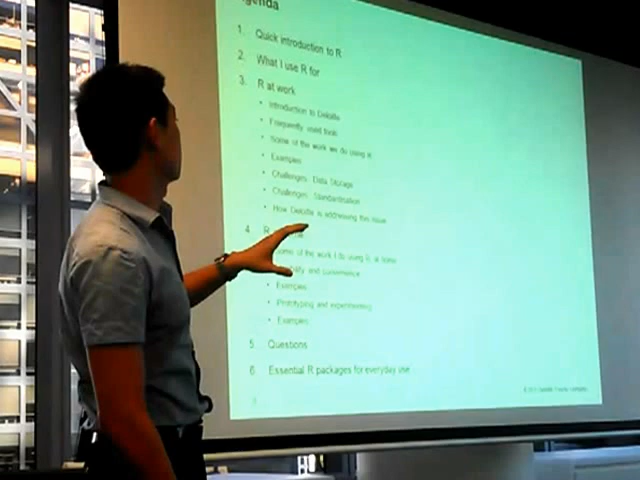 genda
1. Quick introduction to R
2. What I use R for
3. R at work
• Introduction to Deloitte
• Frequently used tools
• Some of the work we do using R
• Examples
• Challenges: Data Storage
• Challenges: Standardisation
• How Deloitte is addressing this issue
4. R
some of the work I do using R at home
and convenience
• Examples
• Prototyping and experimenting
• Examples
5. Questions
6. Essential R packages for everyday use